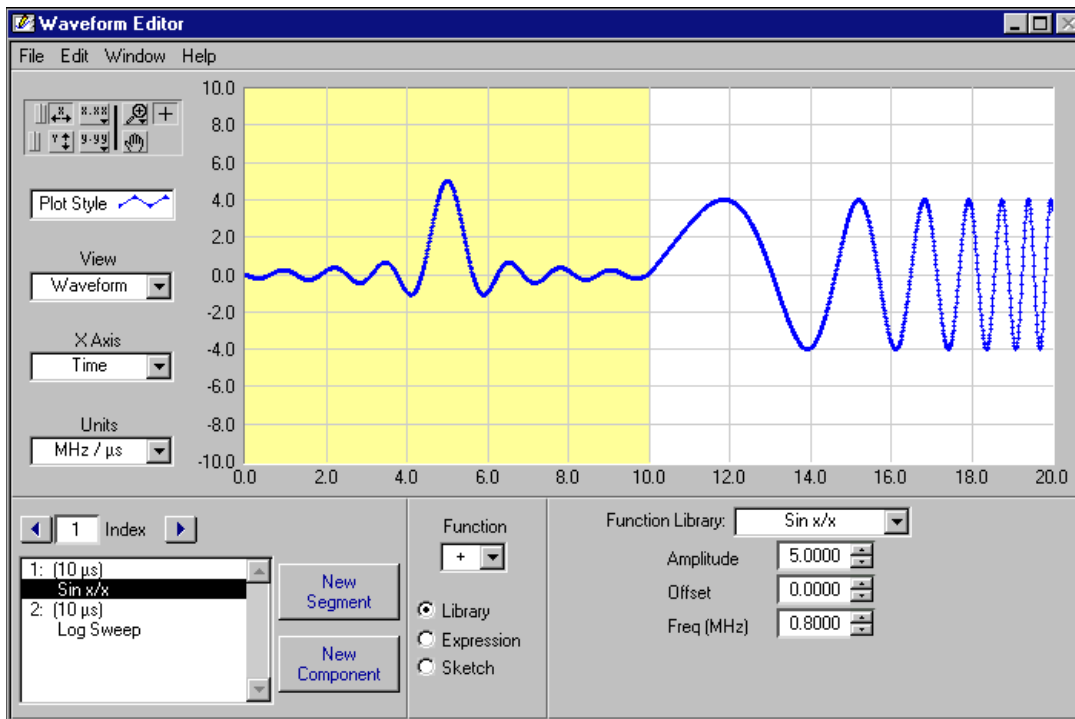 Waveform Editor
File Edit Window Help
X X.XX
Y Y.YY
Plot Style
View
Waveform
X Axis
Time
Units
MHz / µs
10.0
8.0
6.0
4.0
2.0
0.0
-2.0
-4.0
-6.0
-8.0
-10.0
0.0 2.0 4.0 6.0 8.0 10.0 12.0 14.0 16.0 18.0 20.0
1 Index
1: (10 µs)
Sin x/x
2: (10 µs)
Log Sweep
New
Segment
New
Component
Function
+
Library
Expression
Sketch
Function Library: Sin x/x
Amplitude 5.0000
Offset 0.0000
Freq (MHz) 0.8000